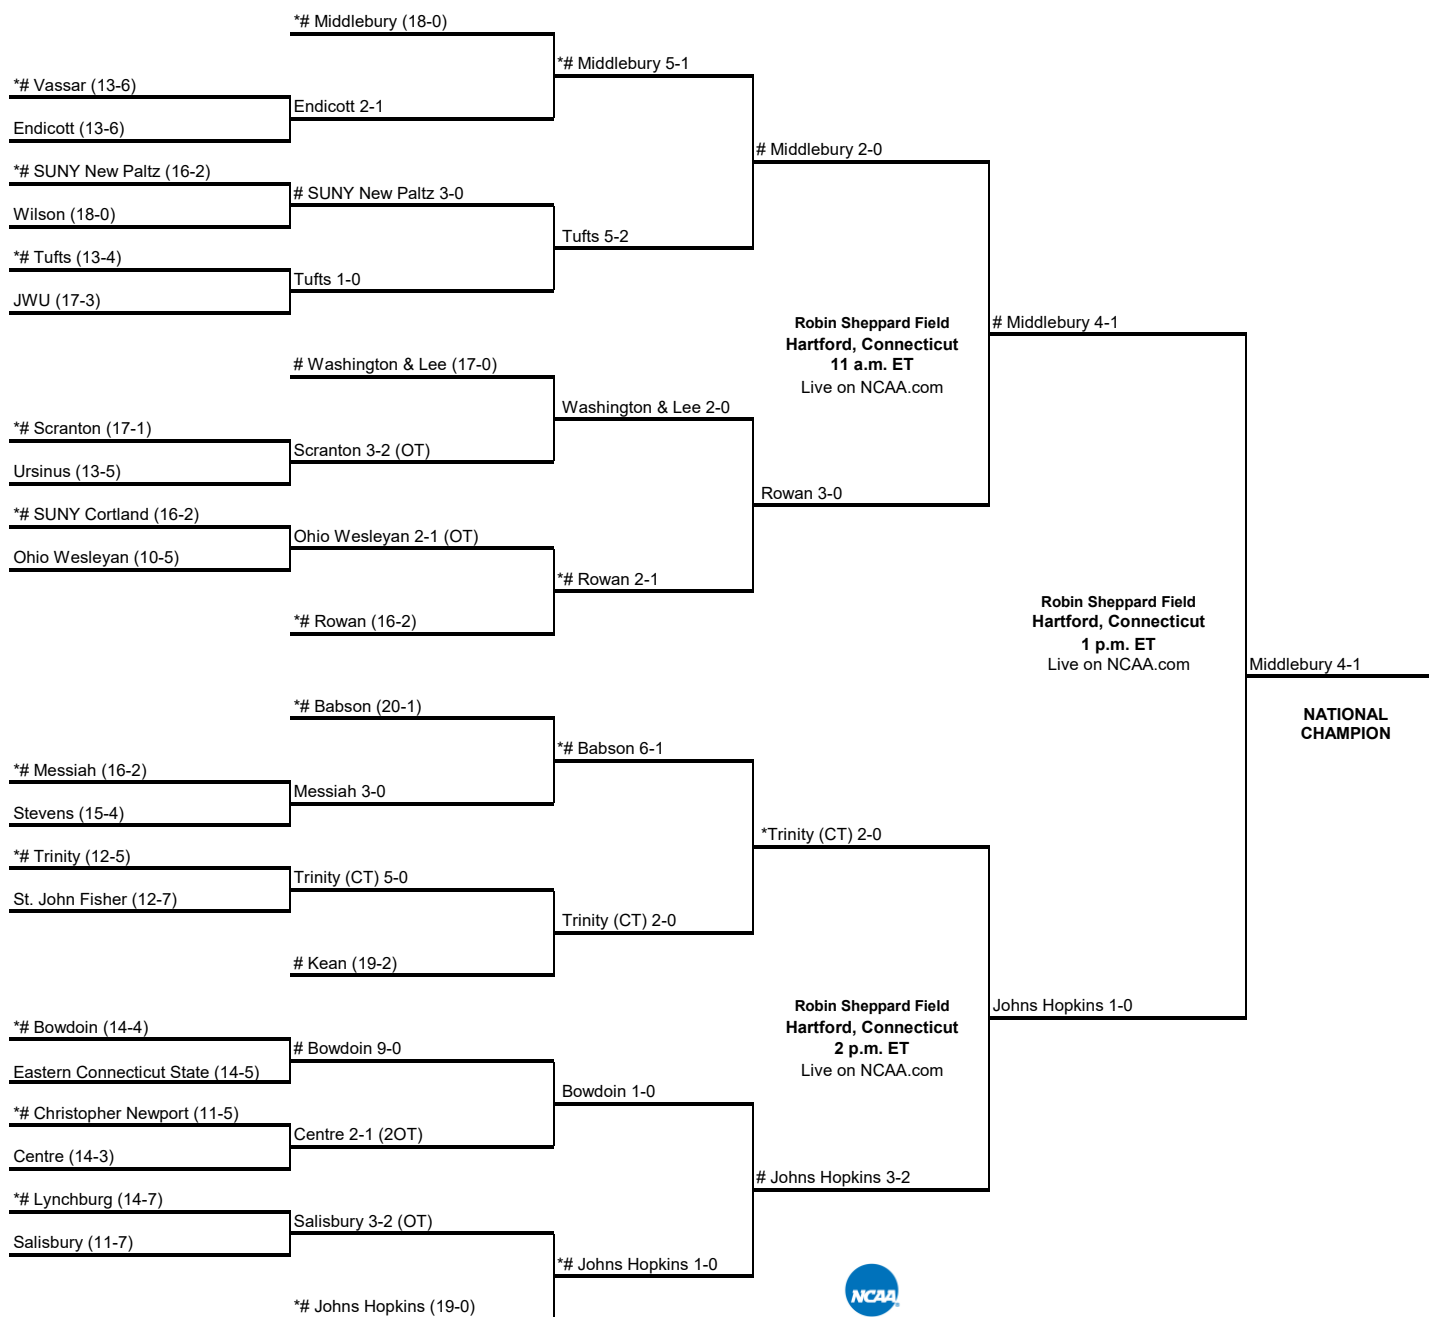 *# Middlebury (18-0)
*# Middlebury 5-1
*# Vassar (13-6)
Endicott 2-1
Endicott (13-6)
# Middlebury 2-0
*# SUNY New Paltz (16-2)
# SUNY New Paltz 3-0
Wilson (18-0)
Tufts 5-2
*# Tufts (13-4)
Tufts 1-0
JWU (17-3)
Robin Sheppard Field
Hartford, Connecticut
11 a.m. ET
Live on NCAA.com
# Middlebury 4-1
# Washington & Lee (17-0)
Washington & Lee 2-0
*# Scranton (17-1)
Scranton 3-2 (OT)
Ursinus (13-5)
Rowan 3-0
*# SUNY Cortland (16-2)
Ohio Wesleyan 2-1 (OT)
Ohio Wesleyan (10-5)
*# Rowan 2-1
*# Rowan (16-2)
Robin Sheppard Field
Hartford, Connecticut
1 p.m. ET
Live on NCAA.com
Middlebury 4-1
NATIONAL
CHAMPION
*# Babson (20-1)
*# Babson 6-1
*# Messiah (16-2)
Messiah 3-0
Stevens (15-4)
*Trinity (CT) 2-0
*# Trinity (12-5)
Trinity (CT) 5-0
St. John Fisher (12-7)
Trinity (CT) 2-0
# Kean (19-2)
Robin Sheppard Field
Hartford, Connecticut
2 p.m. ET
Live on NCAA.com
Johns Hopkins 1-0
*# Bowdoin (14-4)
# Bowdoin 9-0
Eastern Connecticut State (14-5)
Bowdoin 1-0
*# Christopher Newport (11-5)
Centre 2-1 (2OT)
Centre (14-3)
# Johns Hopkins 3-2
*# Lynchburg (14-7)
Salisbury 3-2 (OT)
Salisbury (11-7)
*# Johns Hopkins 1-0
*# Johns Hopkins (19-0)
NCAA